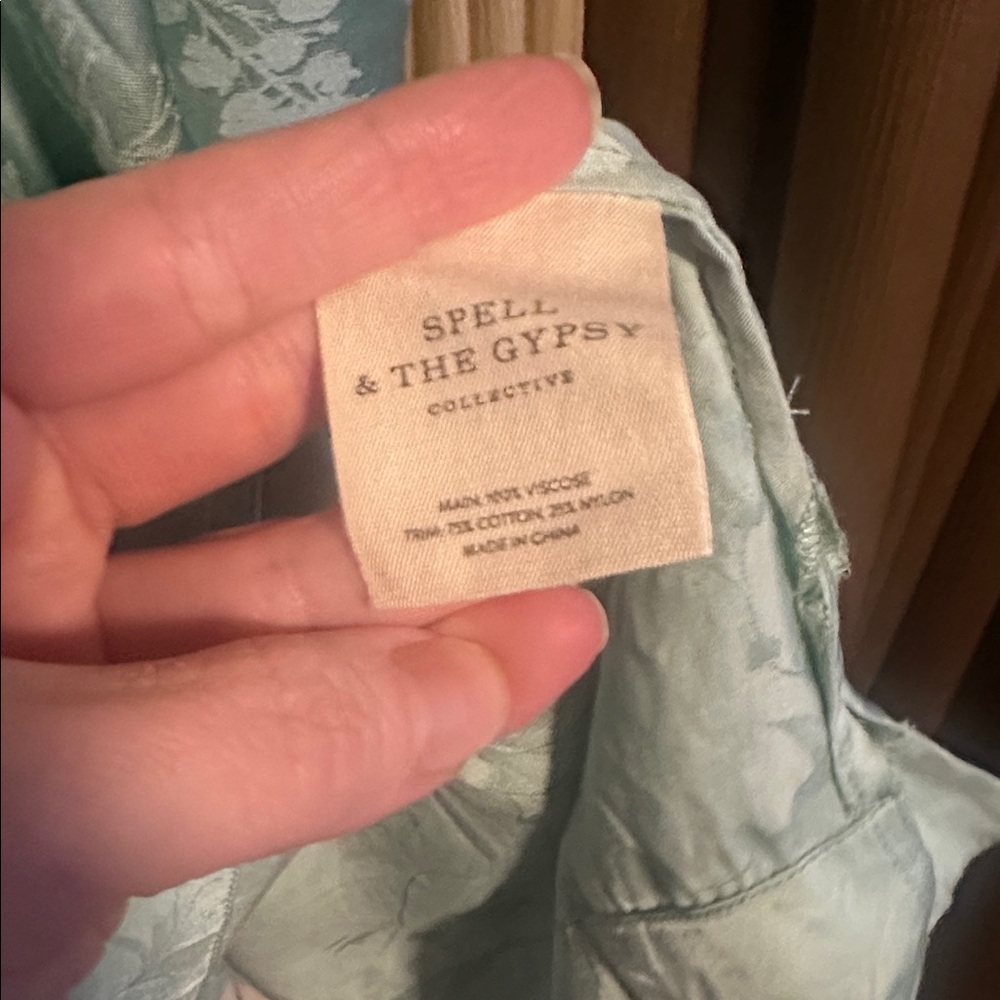 SPELL
& THE GYPSY
COLLECTIVE
MAIN: 100% VISCOSE
TRIM: 75% COTTON, 25% NYLON
MADE IN CHINA